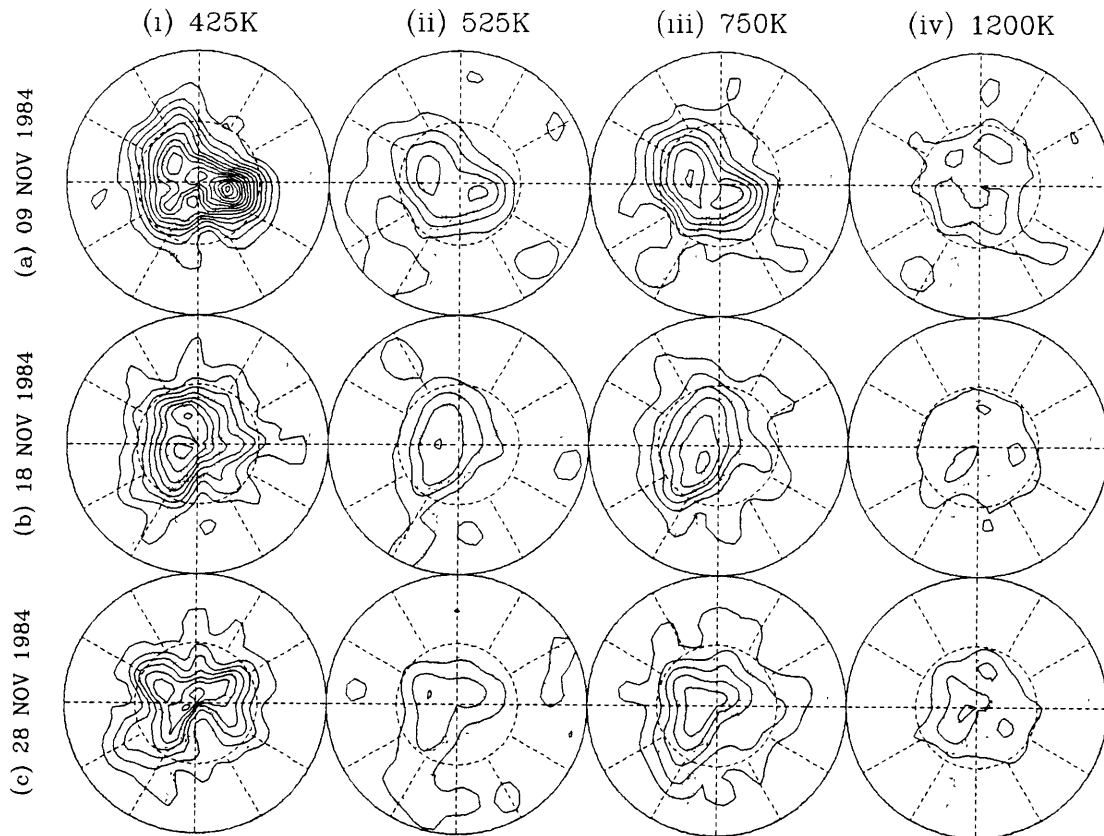 (i) 425K (ii) 525K (iii) 750K (iv) 1200K
(a) 09 NOV 1984
(b) 18 NOV 1984
(c) 28 NOV 1984